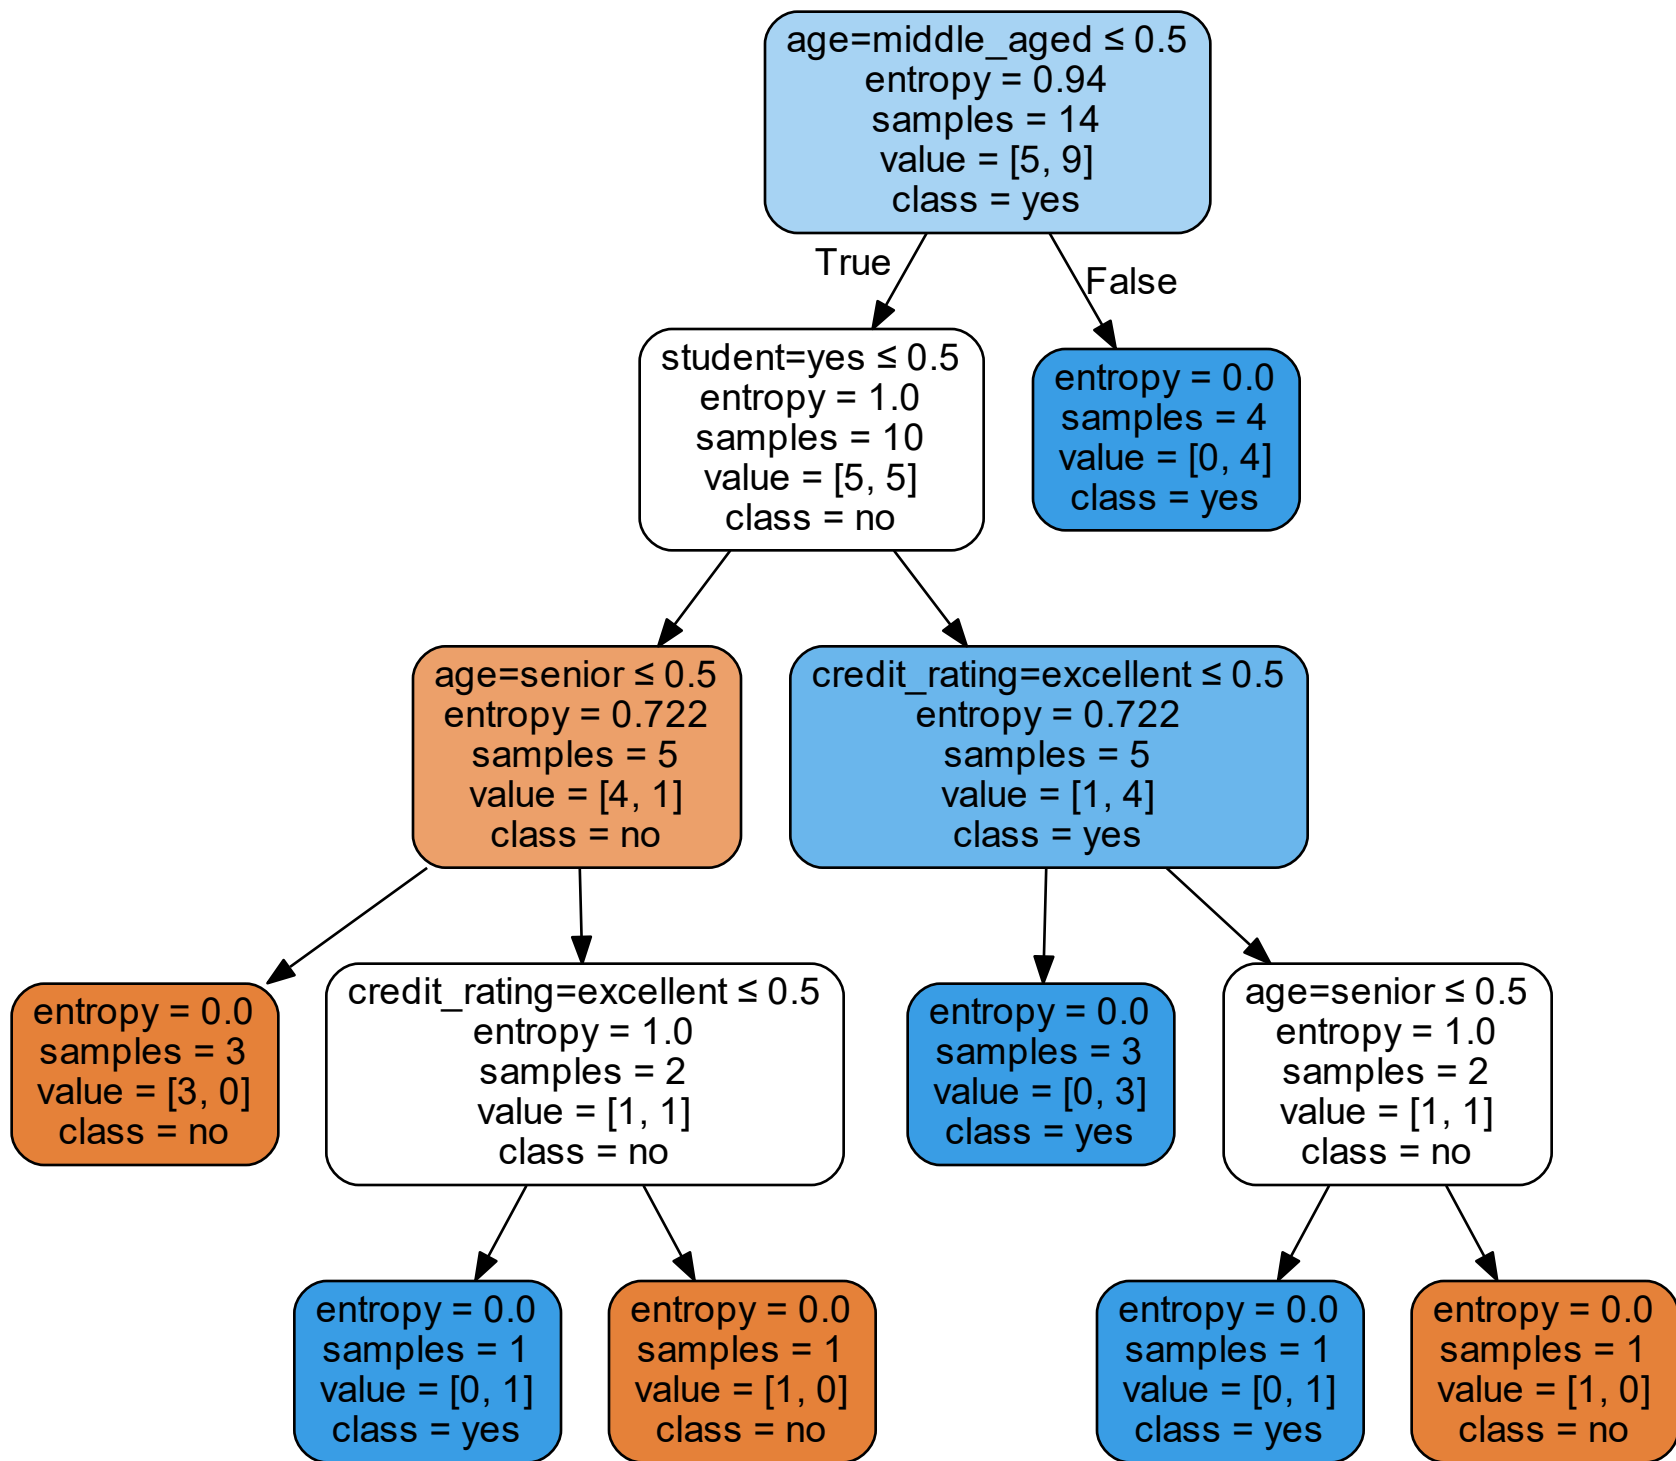 age=middle_aged ≤ 0.5
entropy = 0.94
samples = 14
value = [5, 9]
class = yes
True
False
student=yes ≤ 0.5
entropy = 1.0
samples = 10
value = [5, 5]
class = no
entropy = 0.0
samples = 4
value = [0, 4]
class = yes
age=senior ≤ 0.5
entropy = 0.722
samples = 5
value = [4, 1]
class = no
credit_rating=excellent ≤ 0.5
entropy = 0.722
samples = 5
value = [1, 4]
class = yes
entropy = 0.0
samples = 3
value = [3, 0]
class = no
credit_rating=excellent ≤ 0.5
entropy = 1.0
samples = 2
value = [1, 1]
class = no
entropy = 0.0
samples = 3
value = [0, 3]
class = yes
age=senior ≤ 0.5
entropy = 1.0
samples = 2
value = [1, 1]
class = no
entropy = 0.0
samples = 1
value = [0, 1]
class = yes
entropy = 0.0
samples = 1
value = [1, 0]
class = no
entropy = 0.0
samples = 1
value = [0, 1]
class = yes
entropy = 0.0
samples = 1
value = [1, 0]
class = no